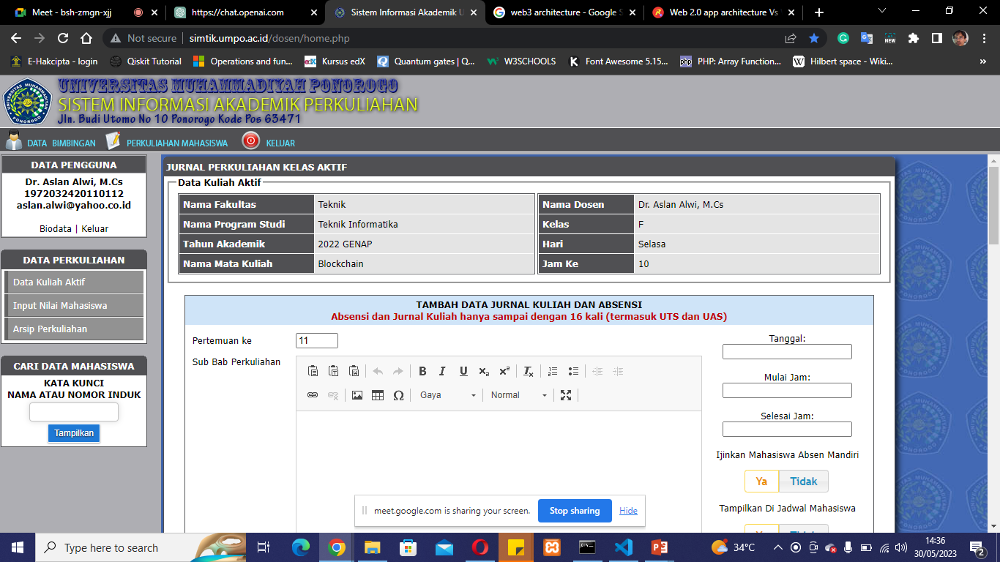 Meet - bsh-zmgn-xjj
https://chat.openai.com
Sistem Informasi Akademik U
web3 architecture - Google S
Web 2.0 app architecture Vs
Not secure
simtik.umpo.ac.id/dosen/home.php
E-Hakcipta - login
Qiskit Tutorial
Operations and fun...
Kursus edX
Quantum gates | Q...
W3SCHOOLS
Font Awesome 5.15...
PHP: Array Function...
Hilbert space - Wiki...
»
UNIVERSITAS MUHAMMADIYAH PONOROGO
SISTEM INFORMASI AKADEMIK PERKULIAHAN
Jln. Budi Utomo No 10 Ponorogo Kode Pos 63471
DATA BIMBINGAN
PERKULIAHAN MAHASISWA
KELUAR
DATA PENGGUNA
Dr. Aslan Alwi, M.Cs
1972032420110112
aslan.alwi@yahoo.co.id
Biodata | Keluar
DATA PERKULIAHAN
Data Kuliah Aktif
Input Nilai Mahasiswa
Arsip Perkuliahan
CARI DATA MAHASISWA
KATA KUNCI
NAMA ATAU NOMOR INDUK
Tampilkan
JURNAL PERKULIAHAN KELAS AKTIF
Data Kuliah Aktif
Nama Fakultas Teknik
Nama Program Studi Teknik Informatika
Tahun Akademik 2022 GENAP
Nama Mata Kuliah Blockchain
Nama Dosen Dr. Aslan Alwi, M.Cs
Kelas F
Hari Selasa
Jam Ke 10
TAMBAH DATA JURNAL KULIAH DAN ABSENSI
Absensi dan Jurnal Kuliah hanya sampai dengan 16 kali (termasuk UTS dan UAS)
Pertemuan ke 11
Sub Bab Perkuliahan
Gaya
Normal
Tanggal:
Mulai Jam:
Selesai Jam:
Ijinkan Mahasiswa Absen Mandiri
Ya Tidak
Tampilkan Di Jadwal Mahasiswa
meet.google.com is sharing your screen.
Stop sharing
Hide
Type here to search
34°C
14:36
30/05/2023
2